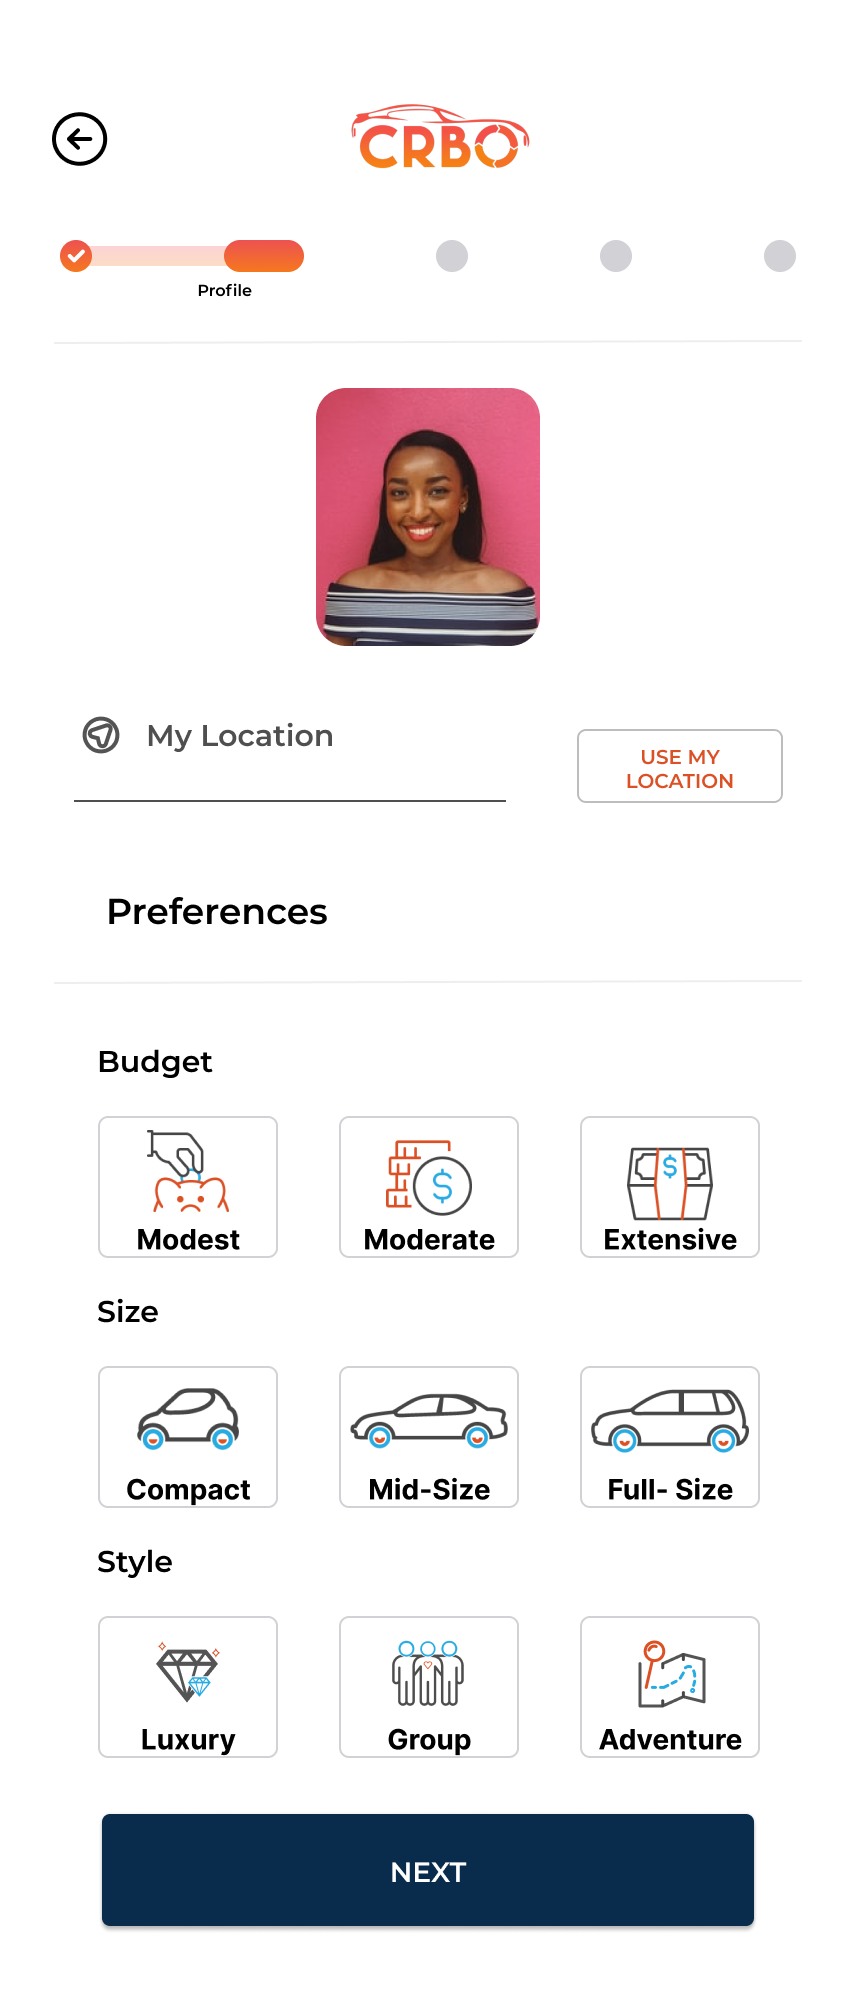 CRBO
Profile
My Location
USE MY
LOCATION
Preferences
Budget
$
$
Modest
Moderate
Extensive
Size
Compact
Mid-Size
Full- Size
Style
Luxury
Group
Adventure
NEXT